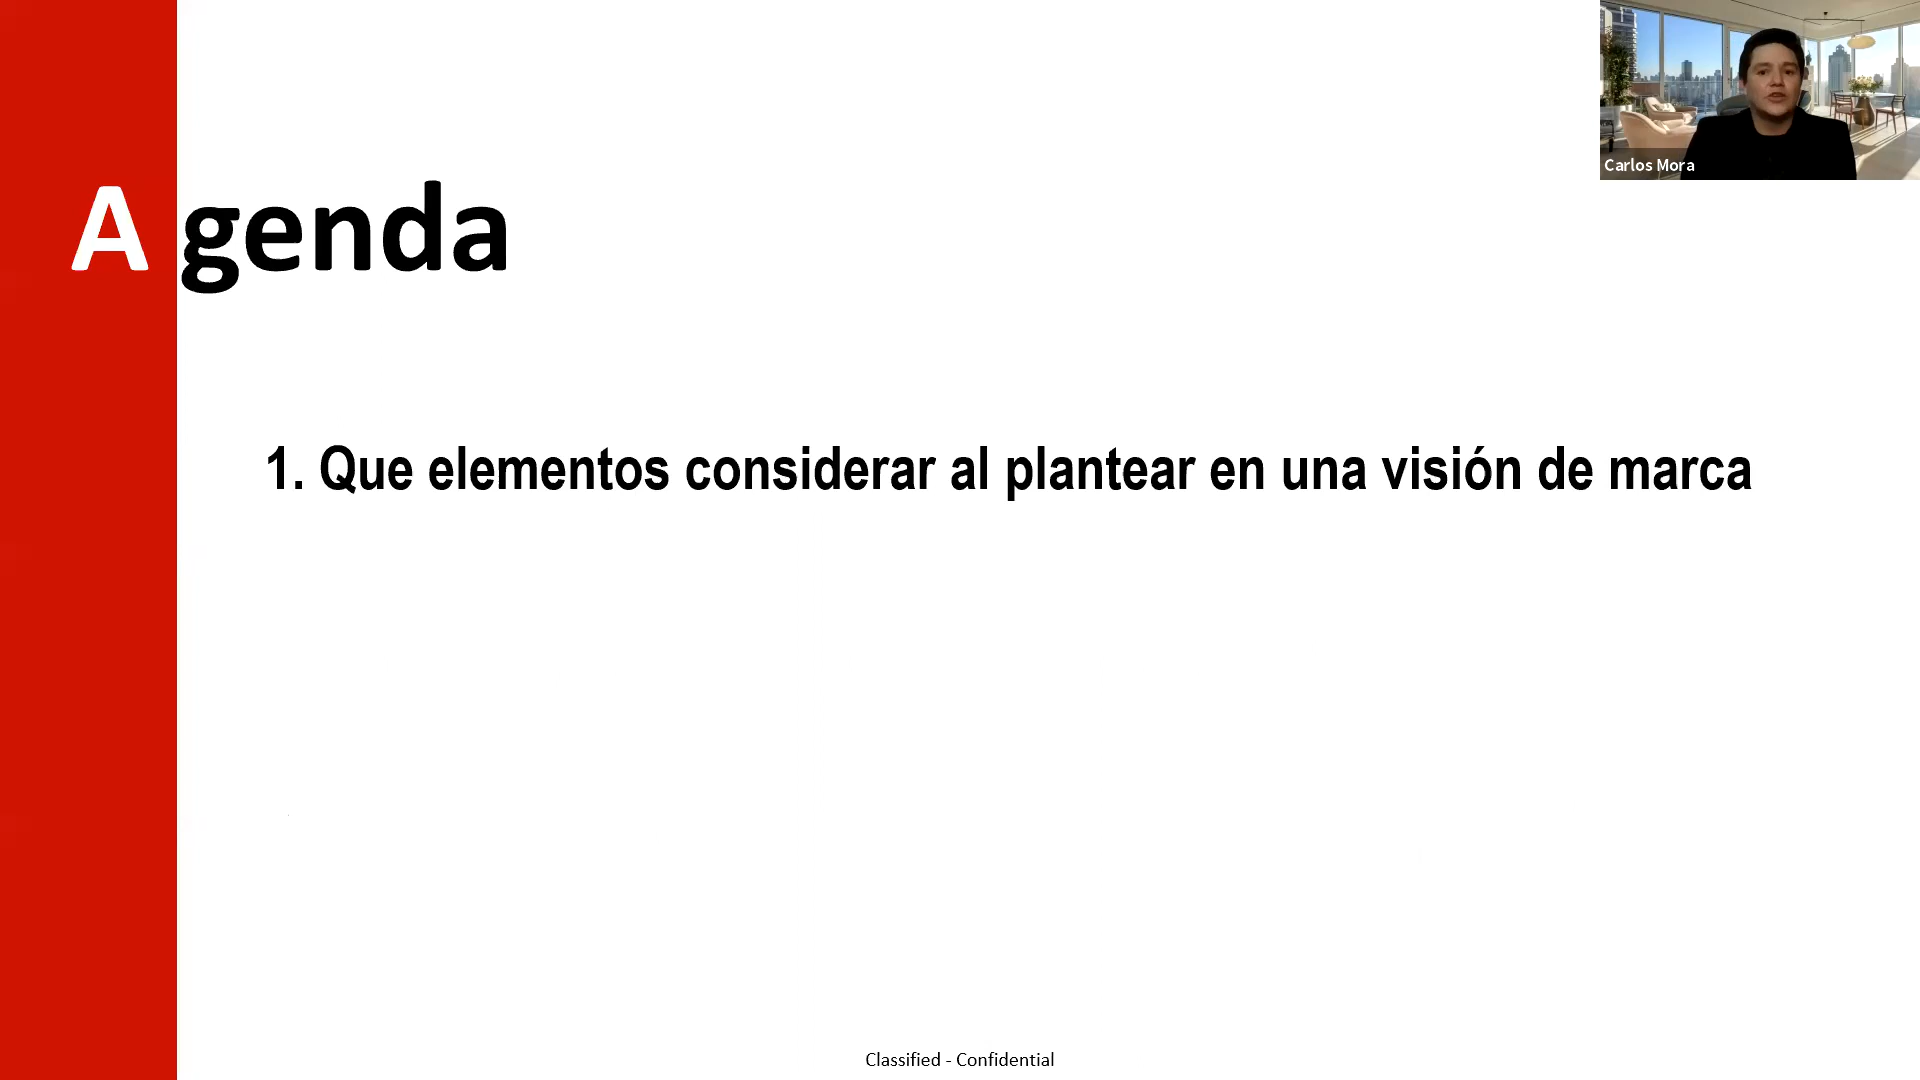 Carlos Mora
Agenda
1. Que elementos considerar al plantear en una visión de marca
Classified - Confidential